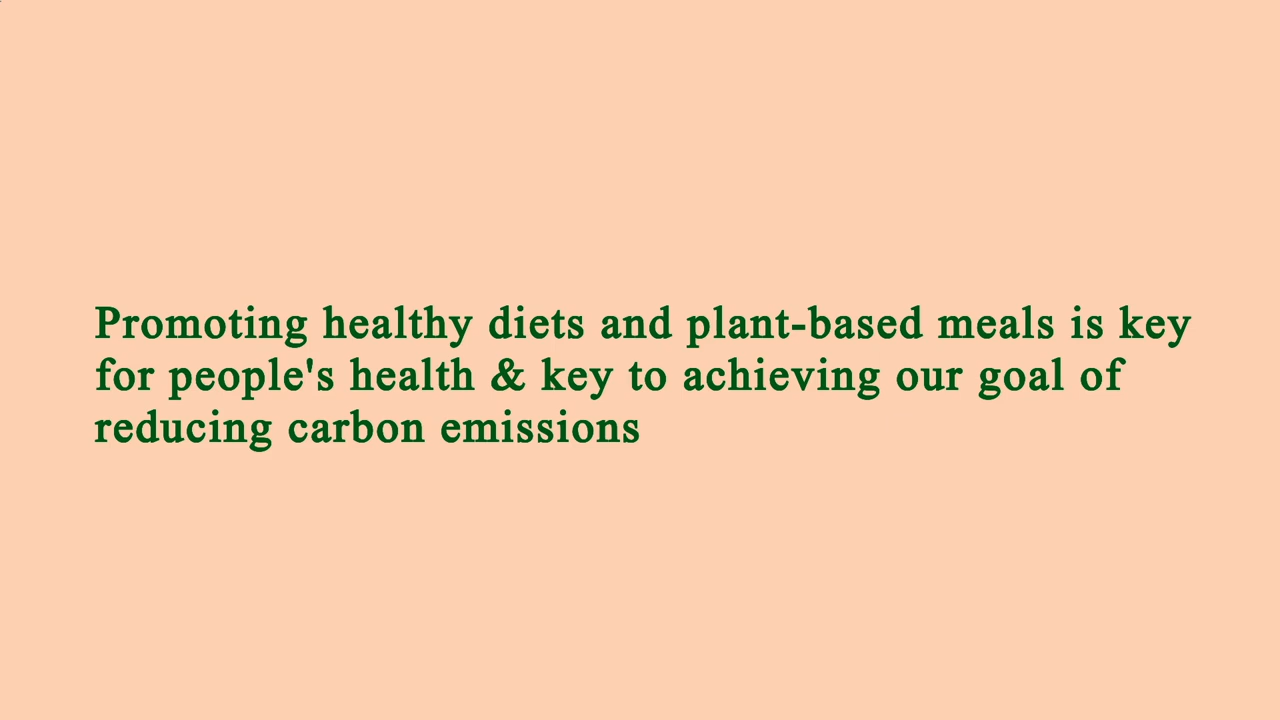 Promoting healthy diets and plant-based meals is key
for people's health & key to achieving our goal of
reducing carbon emissions